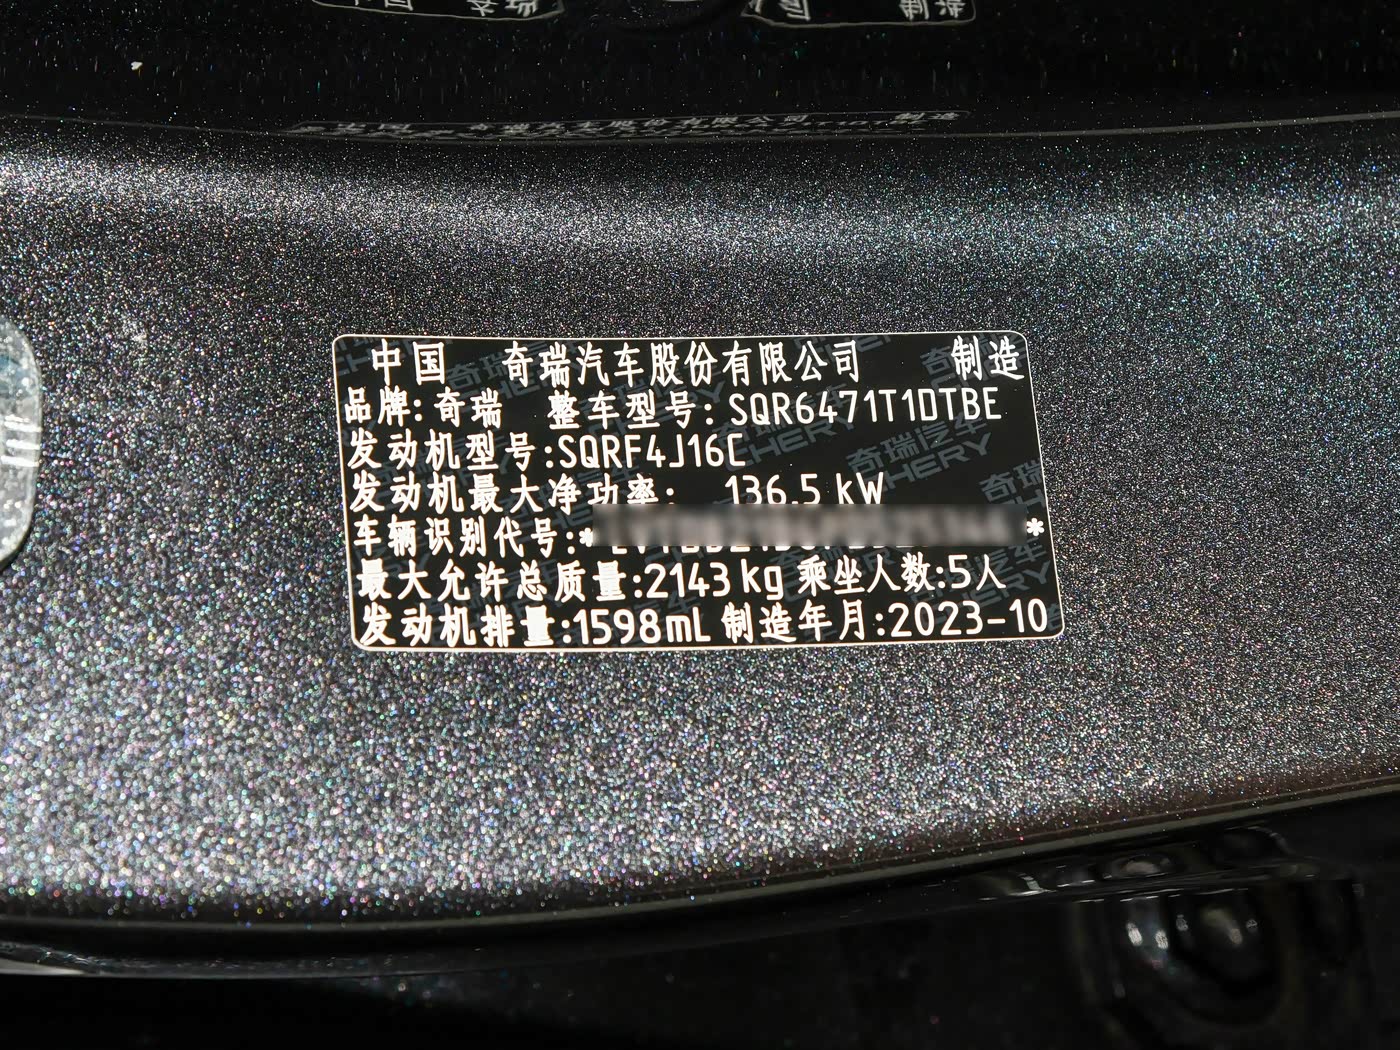 中国 奇瑞汽车股份有限公司 制造
品牌: 奇瑞 整车型号: SQR6471T1DTBE
发动机型号:SQRF4J16C
发动机最大净功率: 136.5 kW
车辆识别代号:* *
最大允许总质量:2143 kg 乘坐人数:5人
发动机排量:1598mL 制造年月:2023-10